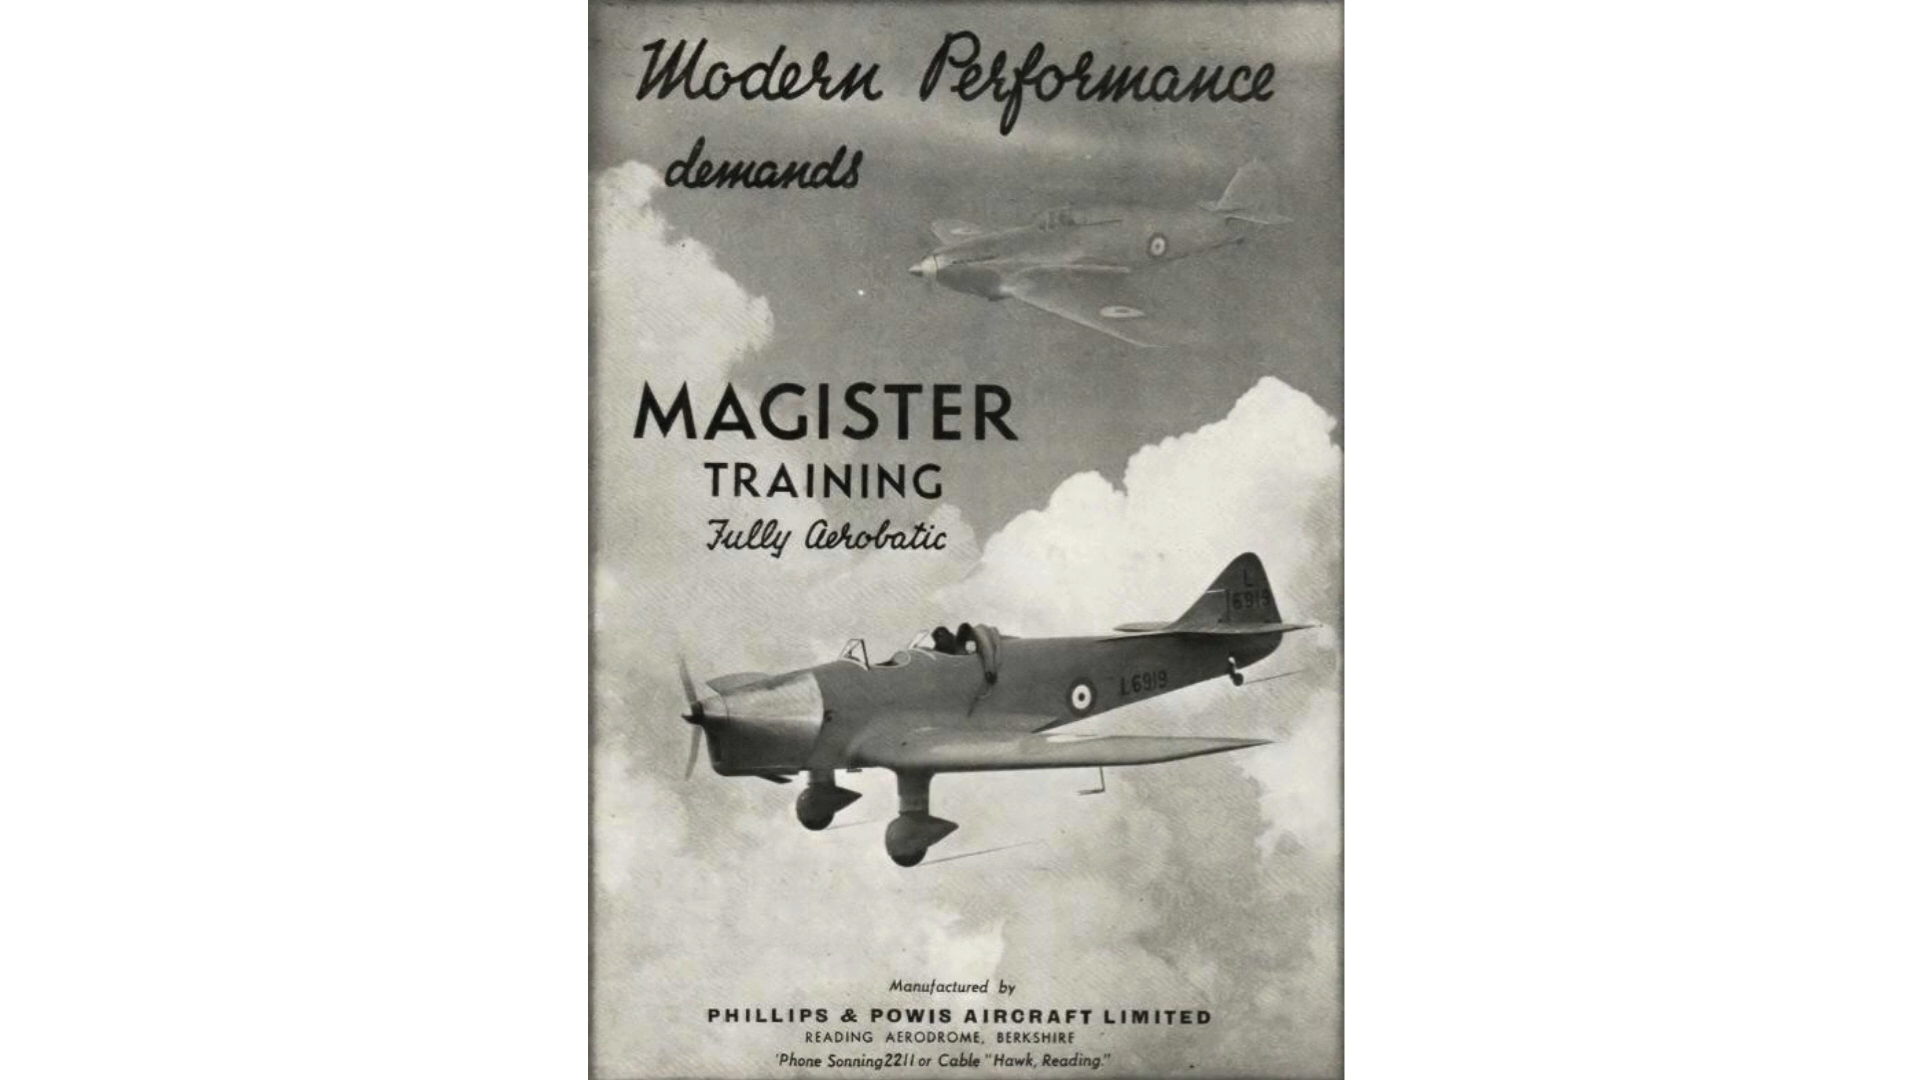 Modern Performance
demands
MAGISTER
TRAINING
Fully Aerobatic
L
6919
L6919
Manufactured by
PHILLIPS & POWIS AIRCRAFT LIMITED
READING AERODROME, BERKSHIRE
'Phone Sonning 2211 or Cable "Hawk, Reading."